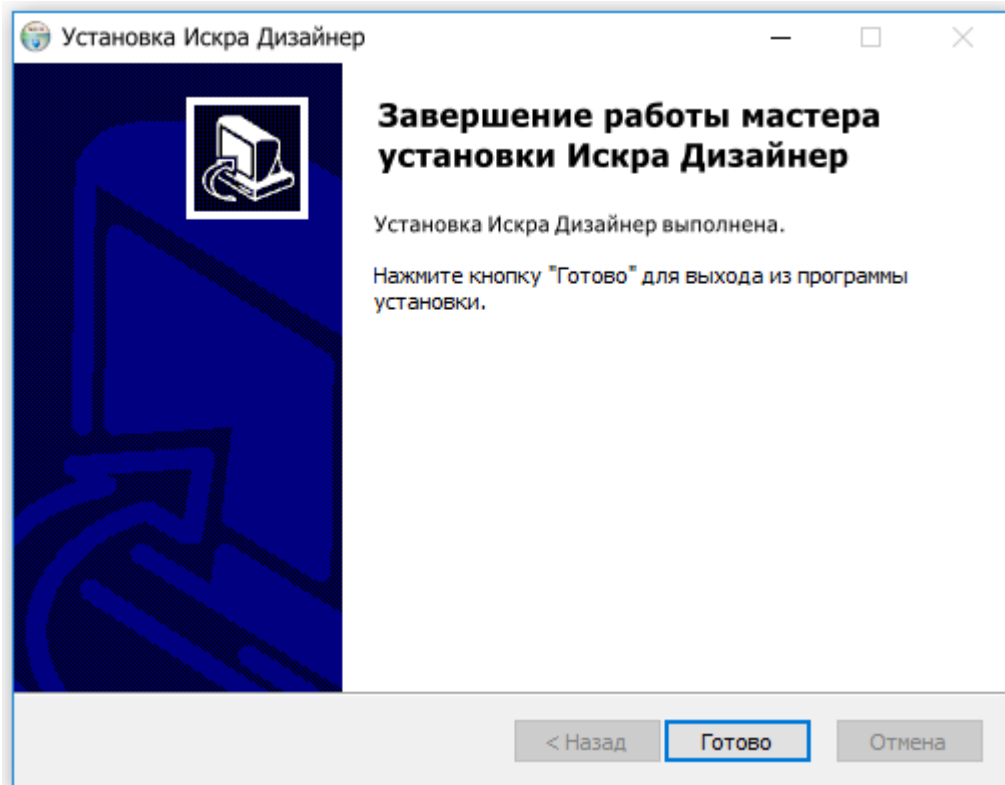 Установка Искра Дизайнер
Завершение работы мастера
установки Искра Дизайнер
Установка Искра Дизайнер выполнена.
Нажмите кнопку "Готово" для выхода из программы
установки.
< Назад
Готово
Отмена